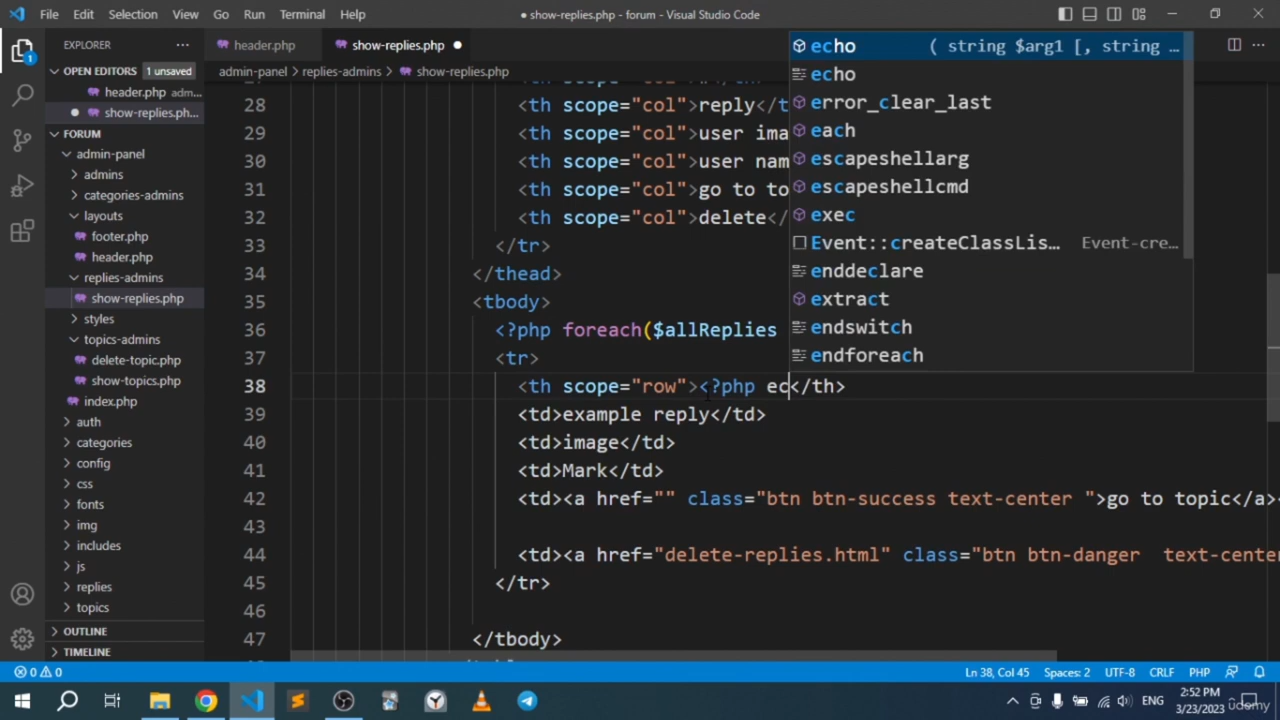 File Edit Selection View Go Run Terminal Help
● show-replies.php - forum - Visual Studio Code
EXPLORER
OPEN EDITORS 1 unsaved
header.php adm...
show-replies.ph...
FORUM
admin-panel
admins
categories-admins
layouts
footer.php
header.php
replies-admins
show-replies.php
styles
topics-admins
delete-topic.php
show-topics.php
index.php
auth
categories
config
css
fonts
img
includes
js
replies
topics
OUTLINE
TIMELINE
header.php show-replies.php
admin-panel > replies-admins > show-replies.php
28 <th scope="col">reply</t
29 <th scope="col">user ima
30 <th scope="col">user nam
31 <th scope="col">go to to
32 <th scope="col">delete</
33 </tr>
34 </thead>
35 <tbody>
36 <?php foreach($allReplies
37 <tr>
38 <th scope="row"><?php ec</th>
39 <td>example reply</td>
40 <td>image</td>
41 <td>Mark</td>
42 <td><a href="" class="btn btn-success text-center ">go to topic</a>
43
44 <td><a href="delete-replies.html" class="btn btn-danger  text-center
45 </tr>
46
47 </tbody>
echo ( string $arg1 [, string ...
echo
error_clear_last
each
escapeshellarg
escapeshellcmd
exec
Event::createClassLis... Event-cre...
enddeclare
extract
endswitch
endforeach
0 0 Ln 38, Col 45 Spaces: 2 UTF-8 CRLF PHP
ENG
2:52 PM
3/23/2023
udemy